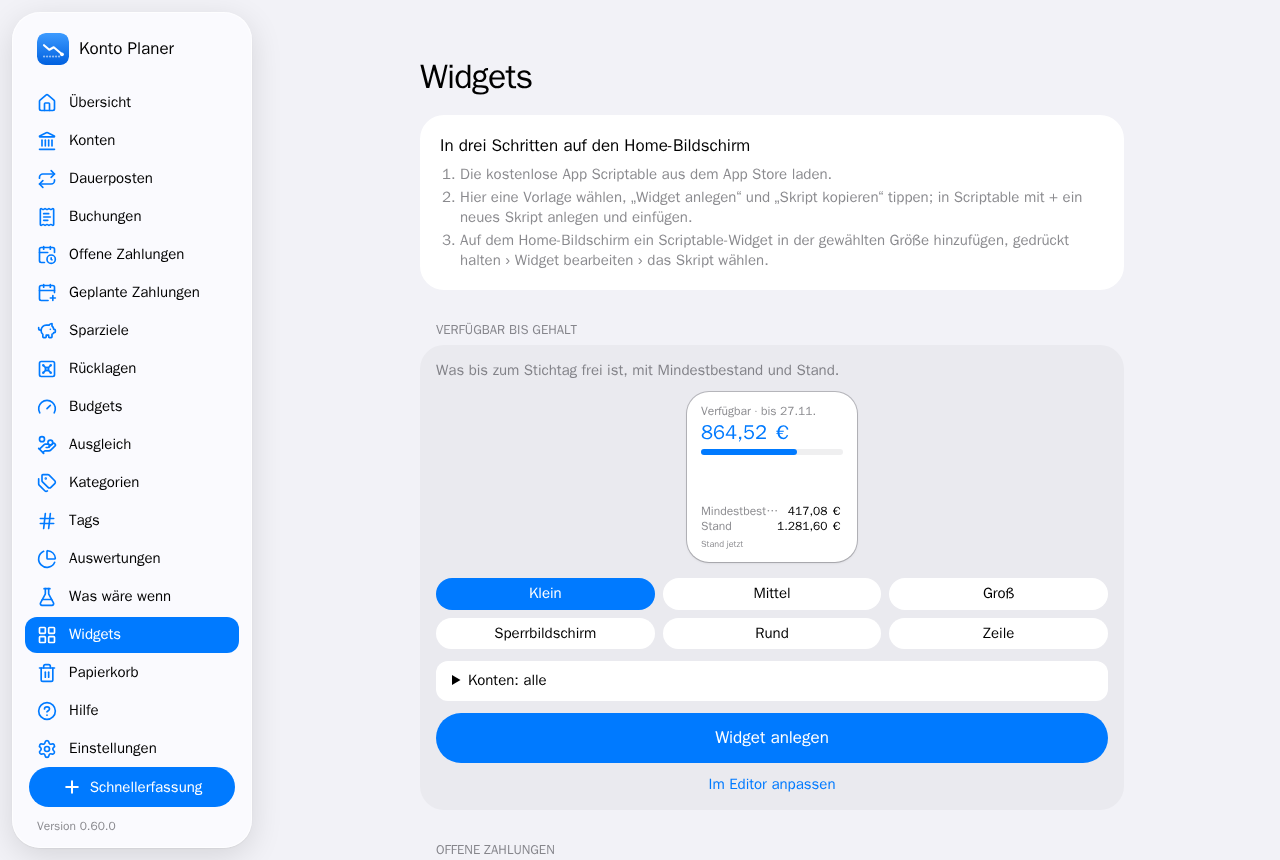 Konto Planer
Übersicht
Konten
Dauerposten
Buchungen
Offene Zahlungen
Geplante Zahlungen
Sparziele
Rücklagen
Budgets
Ausgleich
Kategorien
Tags
Auswertungen
Was wäre wenn
Widgets
Papierkorb
Hilfe
Einstellungen
Schnellerfassung
Version 0.60.0
Widgets
In drei Schritten auf den Home-Bildschirm
1. Die kostenlose App Scriptable aus dem App Store laden.
2. Hier eine Vorlage wählen, „Widget anlegen“ und „Skript kopieren“ tippen; in Scriptable mit + ein
neues Skript anlegen und einfügen.
3. Auf dem Home-Bildschirm ein Scriptable-Widget in der gewählten Größe hinzufügen, gedrückt
halten › Widget bearbeiten › das Skript wählen.
VERFÜGBAR BIS GEHALT
Was bis zum Stichtag frei ist, mit Mindestbestand und Stand.
Verfügbar · bis 27.11.
864,52 €
Mindestbest… 417,08 €
Stand 1.281,60 €
Stand jetzt
Klein Mittel Groß
Sperrbildschirm Rund Zeile
Konten: alle
Widget anlegen
Im Editor anpassen
OFFENE ZAHLUNGEN